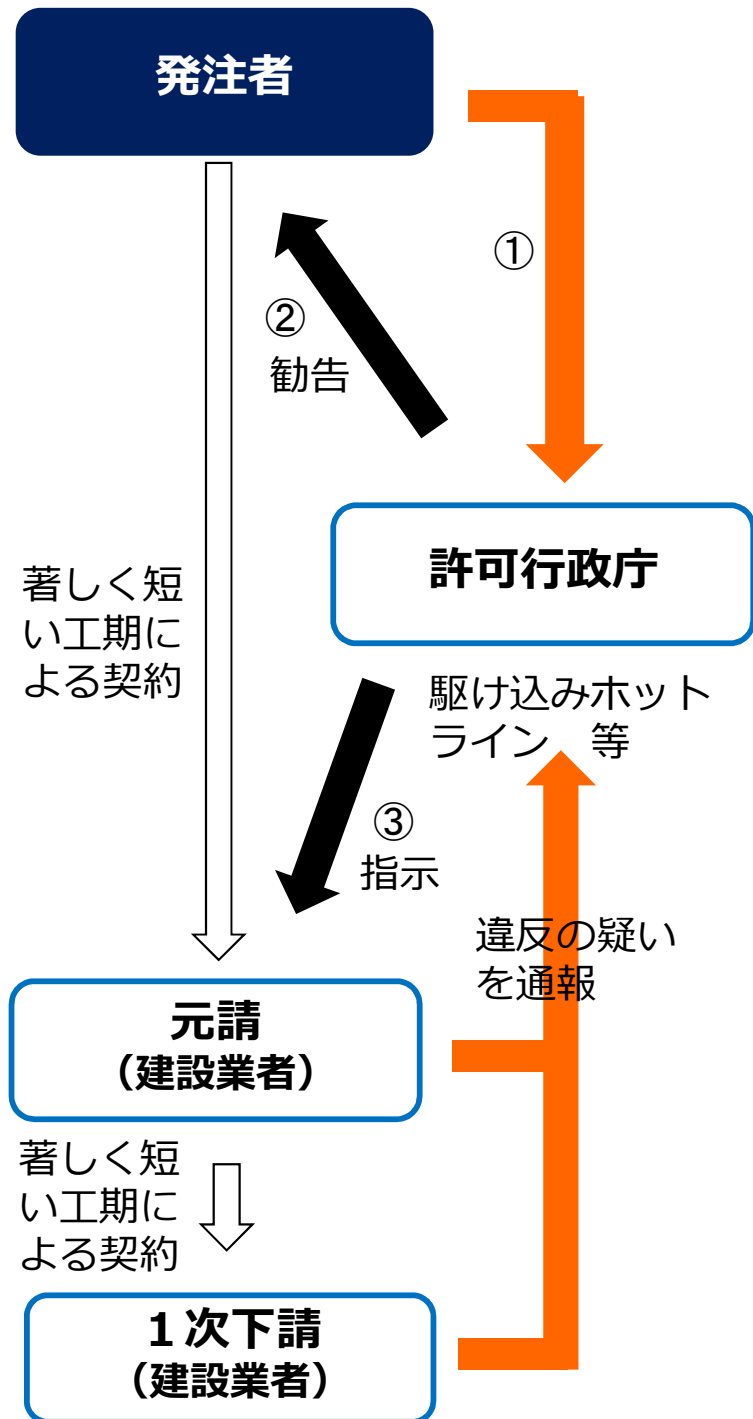 発注者
①
②
勧告
許可行政庁
著しく短
い工期に
よる契約
駆け込みホット
ライン　等
③
指示
違反の疑い
を通報
元請
（建設業者）
著しく短
い工期に
よる契約
１次下請
（建設業者）